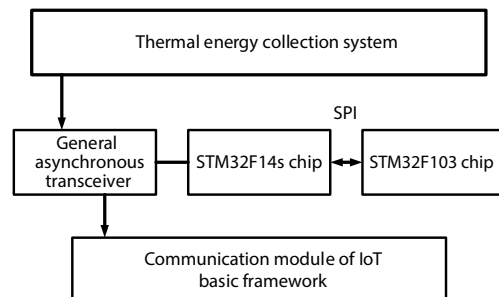 Thermal energy collection system
SPI
General
asynchronous
transceiver
STM32F14s chip
STM32F103 chip
Communication module of IoT
basic framework